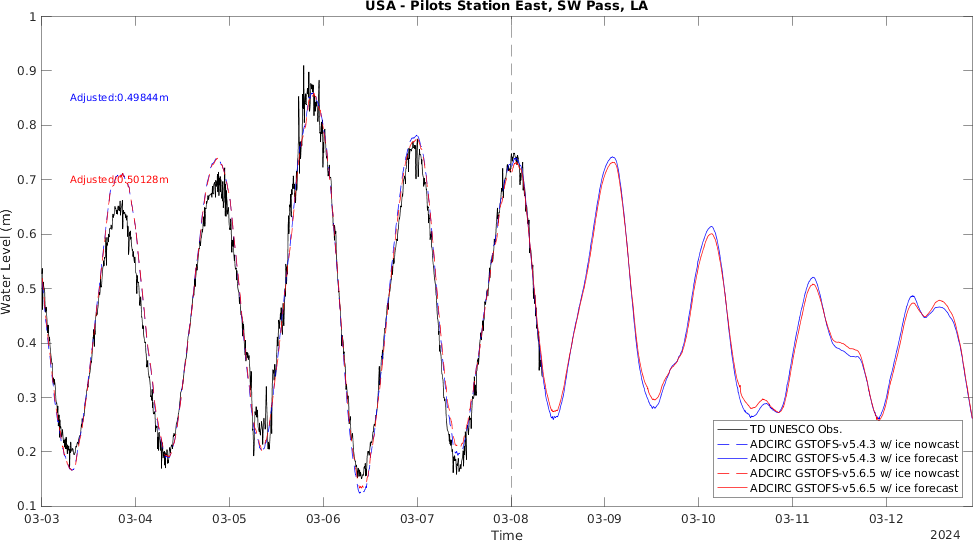 USA - Pilots Station East, SW Pass, LA
1
0.9
0.8
0.7
0.6
0.5
0.4
0.3
0.2
0.1
Water Level (m)
Adjusted:0.49844m
Adjusted:0.50128m
TD UNESCO Obs.
ADCIRC GSTOFS-v5.4.3 w/ ice nowcast
ADCIRC GSTOFS-v5.4.3 w/ ice forecast
ADCIRC GSTOFS-v5.6.5 w/ ice nowcast
ADCIRC GSTOFS-v5.6.5 w/ ice forecast
03-03 03-04 03-05 03-06 03-07 03-08 03-09 03-10 03-11 03-12
Time
2024